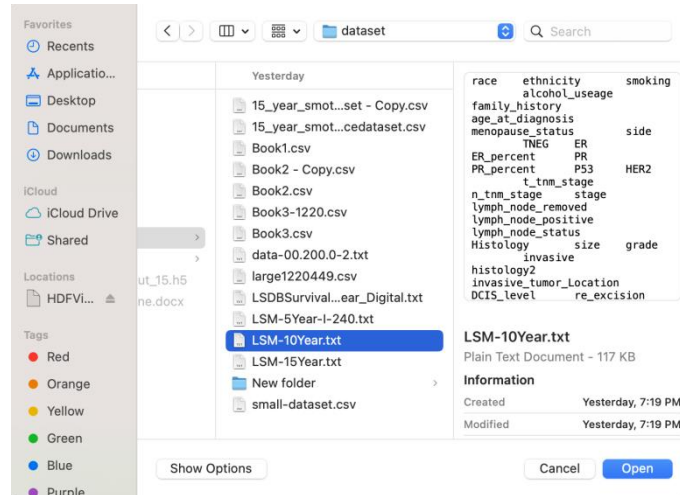 Favorites
Recents
Applicatio...
Desktop
Documents
Downloads
iCloud
iCloud Drive
Shared
Locations
HDFVi...
Tags
Red
Orange
Yellow
Green
Blue
Purple
dataset
Search
ut_15.h5
ne.docx
Yesterday
15_year_smot...set - Copy.csv
15_year_smot...cedataset.csv
Book1.csv
Book2 - Copy.csv
Book2.csv
Book3-1220.csv
Book3.csv
data-00.200.0-2.txt
large1220449.csv
LSDBSurvival...ear_Digital.txt
LSM-5Year-I-240.txt
LSM-10Year.txt
LSM-15Year.txt
New folder
small-dataset.csv
race ethnicity smoking
alcohol_useage
family_history
age_at_diagnosis
menopause_status side
TNEG ER
ER_percent PR
PR_percent P53 HER2
t_tnm_stage
n_tnm_stage stage
lymph_node_removed
lymph_node_positive
lymph_node_status
Histology size grade
invasive
histology2
invasive_tumor_Location
DCIS_level re_excision
LSM-10Year.txt
Plain Text Document - 117 KB
Information
Created Yesterday, 7:19 PM
Modified Yesterday, 7:19 PM
Show Options
Cancel
Open